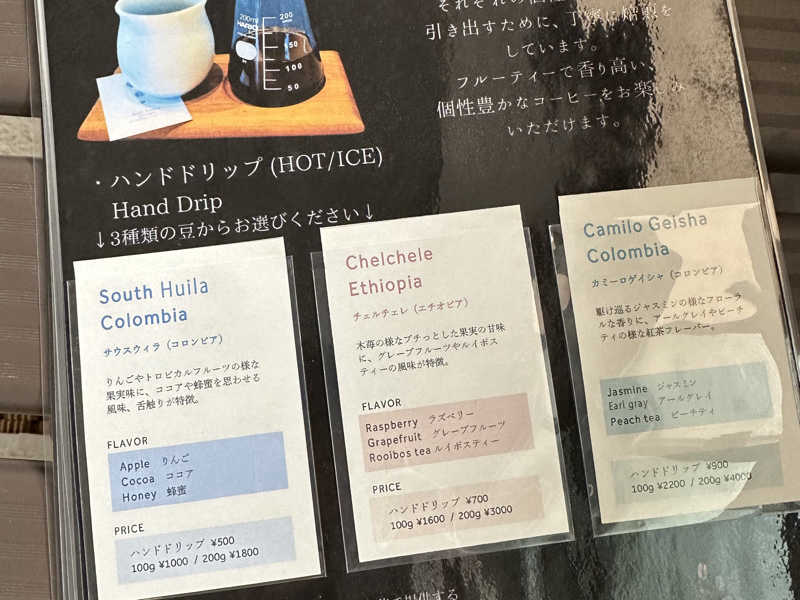 引き出すために、丁寧に焙煎を
しています。
フルーティーで香り高い、
個性豊かなコーヒーをお楽しみ
いただけます。
200ml
HARIO
200
150
100
50
・ハンドドリップ (HOT/ICE)
Hand Drip
↓3種類の豆からお選びください↓
South Huila
Colombia
サウスウィラ（コロンビア）
りんごやトロピカルフルーツの様な
果実味に、ココアや蜂蜜を思わせる
風味、舌触りが特徴。
FLAVOR
Apple りんご
Cocoa ココア
Honey 蜂蜜
PRICE
ハンドドリップ ¥500
100g ¥1000 / 200g ¥1800
Chelchele
Ethiopia
チェルチェレ（エチオピア）
木苺の様なプチっとした果実の甘味
に、グレープフルーツやルイボス
ティーの風味が特徴。
FLAVOR
Raspberry ラズベリー
Grapefruit グレープフルーツ
Rooibos tea ルイボスティー
PRICE
ハンドドリップ ¥700
100g ¥1600 / 200g ¥3000
Camilo Geisha
Colombia
カミーロゲイシャ（コロンビア）
駆け巡るジャスミンの様なフローラ
ルな香りに、アールグレイやピーチ
ティの様な紅茶フレーバー。
Jasmine ジャスミン
Earl gray アールグレイ
Peach tea ピーチティ
ハンドドリップ ¥900
100g ¥2200 / 200g ¥4000